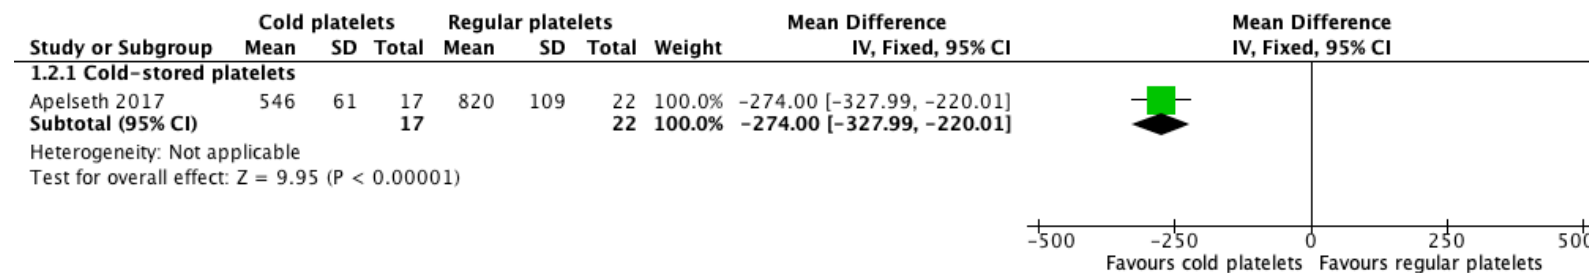 Cold platelets Regular platelets Mean Difference Mean Difference
Study or Subgroup Mean SD Total Mean SD Total Weight IV, Fixed, 95% CI IV, Fixed, 95% CI
1.2.1 Cold-stored platelets
Apelseth 2017 546 61 17 820 109 22 100.0% -274.00 [-327.99, -220.01]
Subtotal (95% CI) 17 22 100.0% -274.00 [-327.99, -220.01]
Heterogeneity: Not applicable
Test for overall effect: Z = 9.95 (P < 0.00001)
-500 -250 0 250 500
Favours cold platelets Favours regular platelets